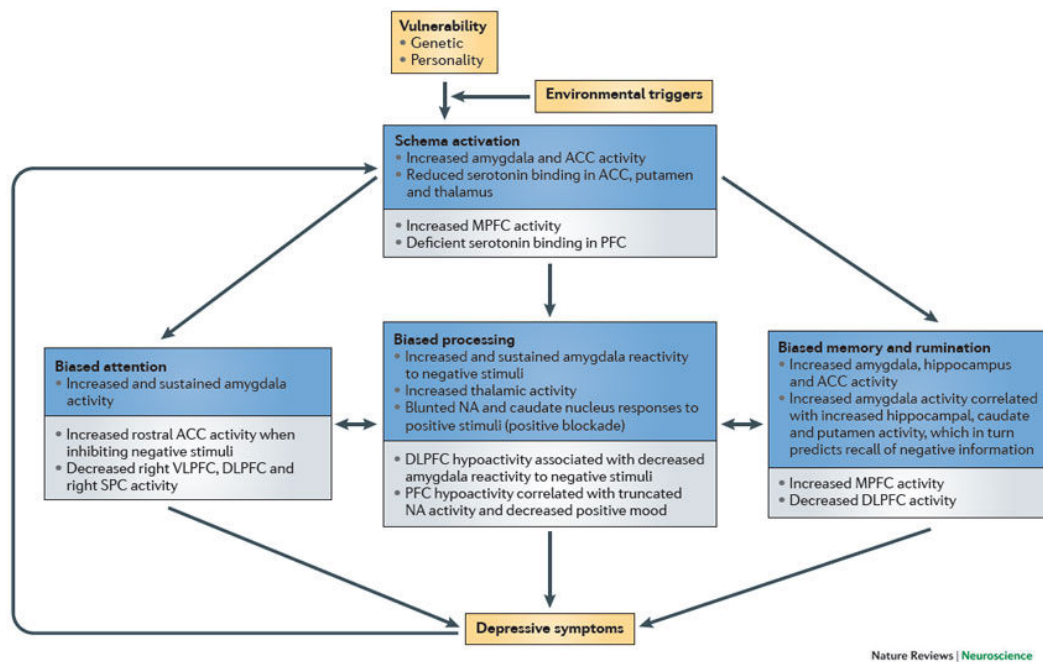 Vulnerability
• Genetic
• Personality
Environmental triggers
Schema activation
• Increased amygdala and ACC activity
• Reduced serotonin binding in ACC, putamen
and thalamus
• Increased MPFC activity
• Deficient serotonin binding in PFC
Biased attention
• Increased and sustained amygdala
activity
• Increased rostral ACC activity when
inhibiting negative stimuli
• Decreased right VLPFC, DLPFC and
right SPC activity
Biased processing
• Increased and sustained amygdala reactivity
to negative stimuli
• Increased thalamic activity
• Blunted NA and caudate nucleus responses to
positive stimuli (positive blockade)
• DLPFC hypoactivity associated with decreased
amygdala reactivity to negative stimuli
• PFC hypoactivity correlated with truncated
NA activity and decreased positive mood
Biased memory and rumination
• Increased amygdala, hippocampus
and ACC activity
• Increased amygdala activity correlated
with increased hippocampal, caudate
and putamen activity, which in turn
predicts recall of negative information
• Increased MPFC activity
• Decreased DLPFC activity
Depressive symptoms
Nature Reviews | Neuroscience